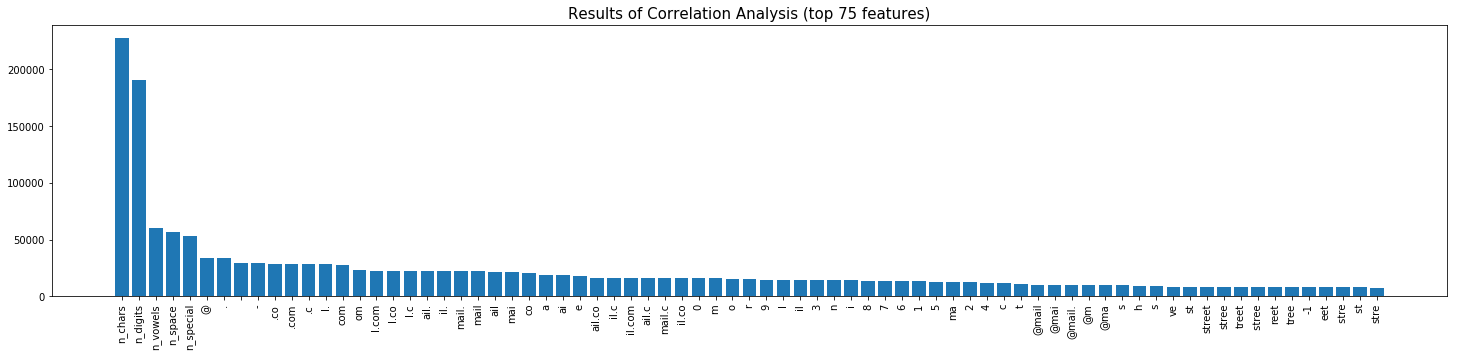 Results of Correlation Analysis (top 75 features)
200000
150000
100000
50000
0
n_chars
n_digits
n_vowels
n_space
n_special
@
.
-
.co
.com
.c
l.
com
om
l.com
l.co
l.c
ail.
il.
mail.
mail
ail
mai
co
a
ai
e
ail.co
il.c
il.com
ail.c
mail.c
il.co
0
m
o
r
9
l
il
3
n
i
8
7
6
1
5
ma
2
4
c
t
@mail
@mai
@mail.
@m
@ma
s
h
s
ve
st
street
stree
treet
stree
reet
tree
-1
eet
stre
st
stre